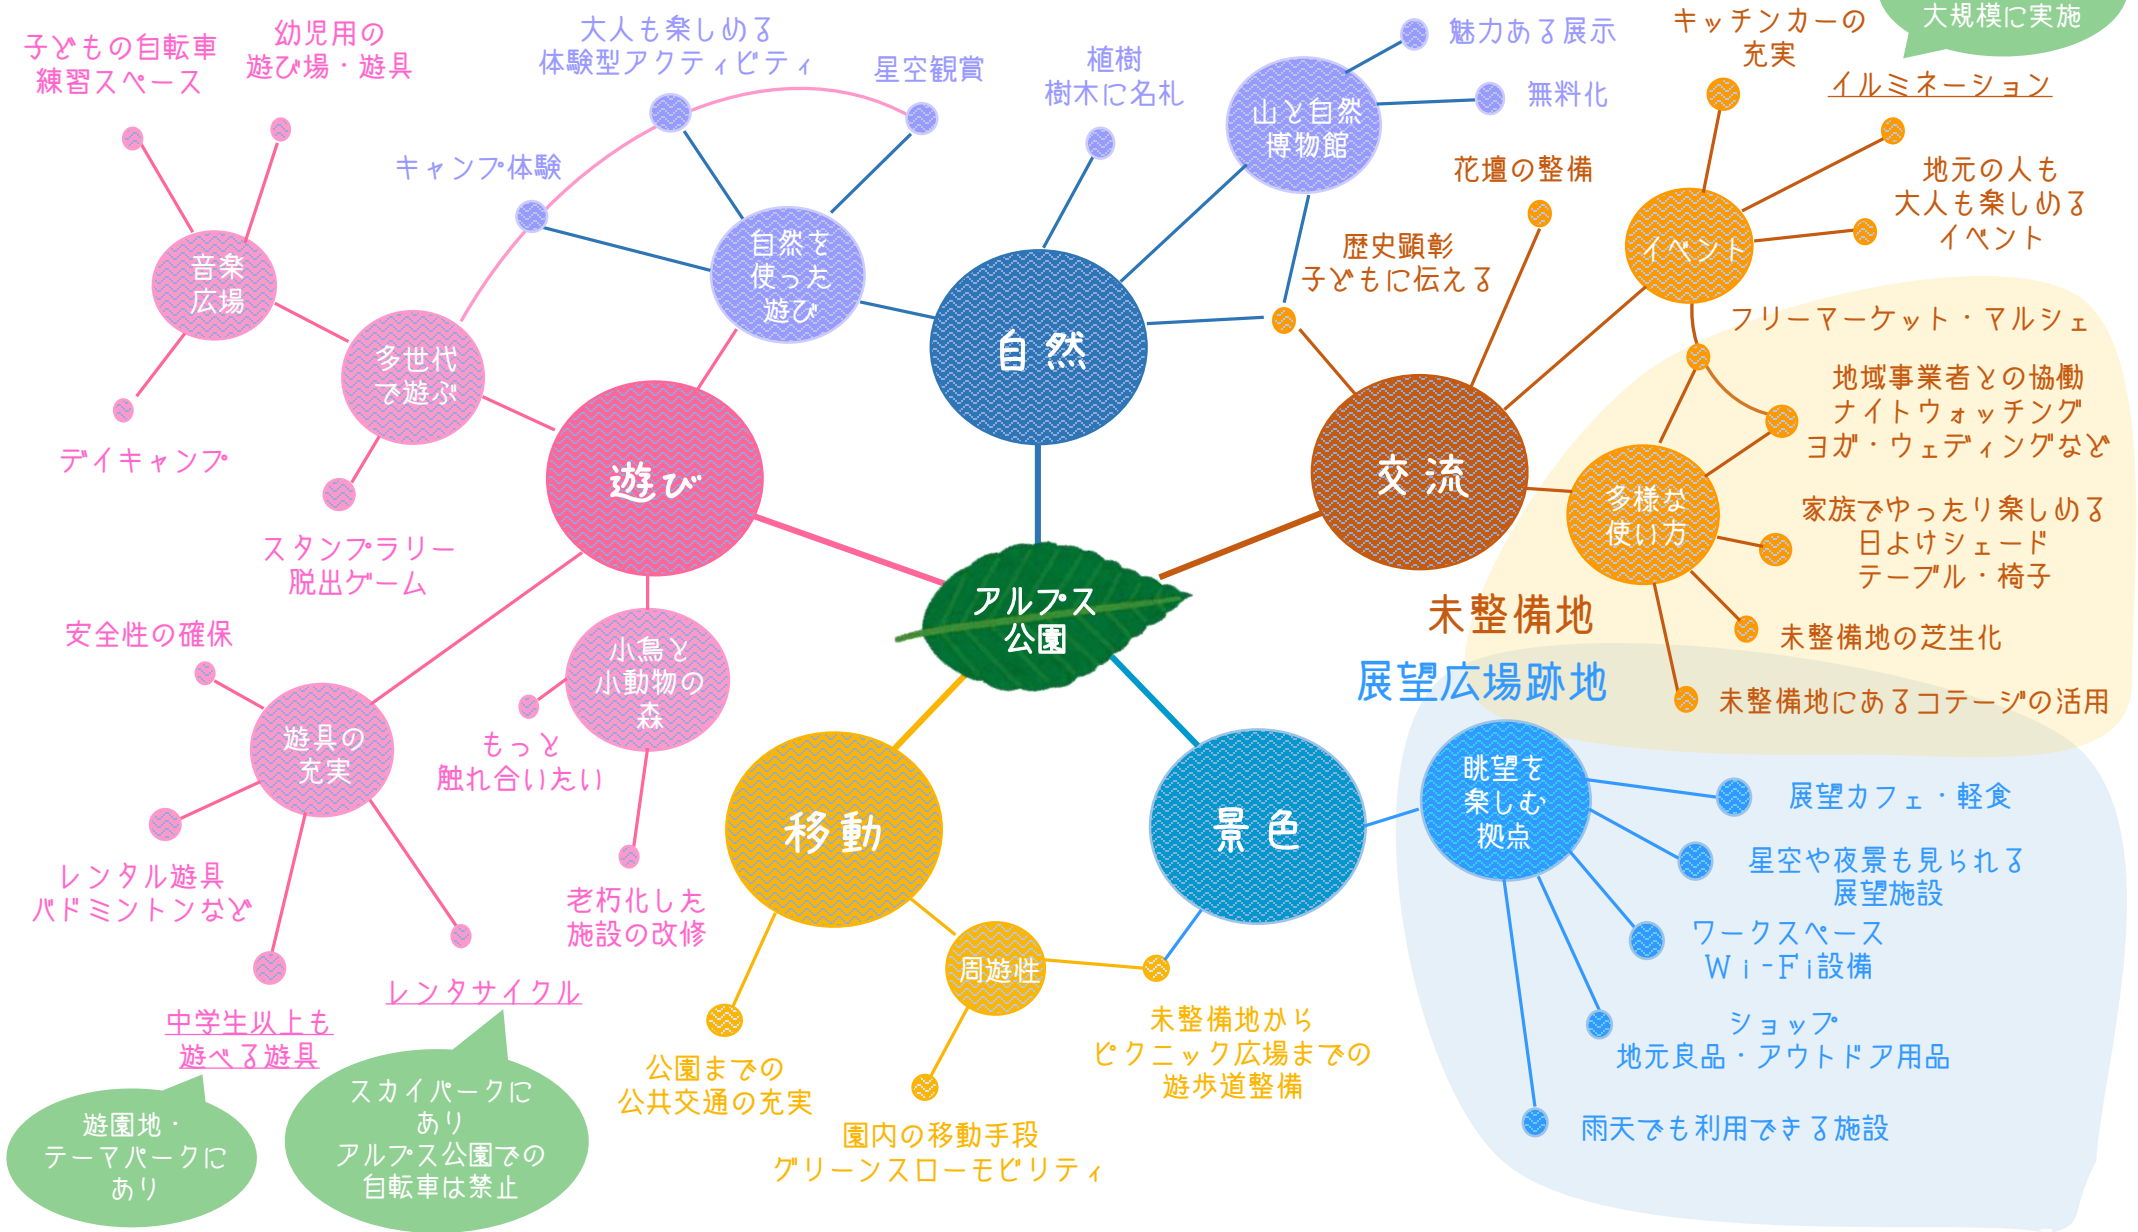 大規模に実施
子どもの自転車
練習スペース
幼児用の
遊び場・遊具
大人も楽しめる
体験型アクティビティ
星空観賞
植樹
樹木に名札
魅力ある展示
無料化
キッチンカーの
充実
イルミネーション
キャンプ体験
山と自然
博物館
花壇の整備
地元の人も
大人も楽しめる
イベント
音楽
広場
自然を
使った
遊び
歴史顕彰
子どもに伝える
イベント
フリーマーケット・マルシェ
多世代
で遊ぶ
自然
地域事業者との協働
ナイトウォッチング
ヨガ・ウェディングなど
デイキャンプ
遊び
交流
多様な
使い方
家族でゆったり楽しめる
日よけシェード
テーブル・椅子
スタンプラリー
脱出ゲーム
アルプス
公園
未整備地
未整備地の芝生化
安全性の確保
小鳥と
小動物の
森
展望広場跡地
未整備地にあるコテージの活用
遊具の
充実
もっと
触れ合いたい
移動
景色
眺望を
楽しむ
拠点
展望カフェ・軽食
星空や夜景も見られる
展望施設
レンタル遊具
バドミントンなど
老朽化した
施設の改修
ワークスペース
Wi-Fi設備
周遊性
レンタサイクル
中学生以上も
遊べる遊具
未整備地から
ピクニック広場までの
遊歩道整備
ショップ
地元良品・アウトドア用品
公園までの
公共交通の充実
園内の移動手段
グリーンスローモビリティ
雨天でも利用できる施設
遊園地・
テーマパークに
あり
スカイパークに
あり
アルプス公園での
自転車は禁止